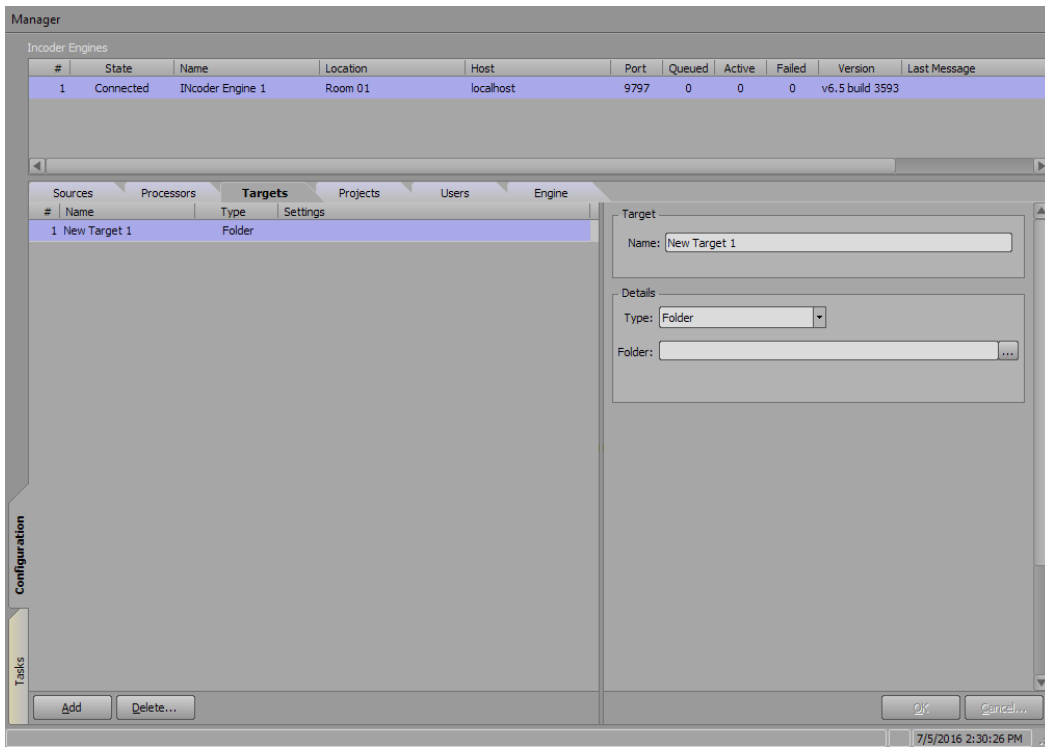 Manager
Incoder Engines
# State Name Location Host Port Queued Active Failed Version Last Message
1 Connected INcoder Engine 1 Room 01 localhost 9797 0 0 0 v6.5 build 3593
Sources Processors Targets Projects Users Engine
# Name Type Settings
1 New Target 1 Folder
Target
Name: New Target 1
Details
Type: Folder
Folder: ...
Configuration
Tasks
Add Delete... OK Cancel...
7/5/2016 2:30:26 PM